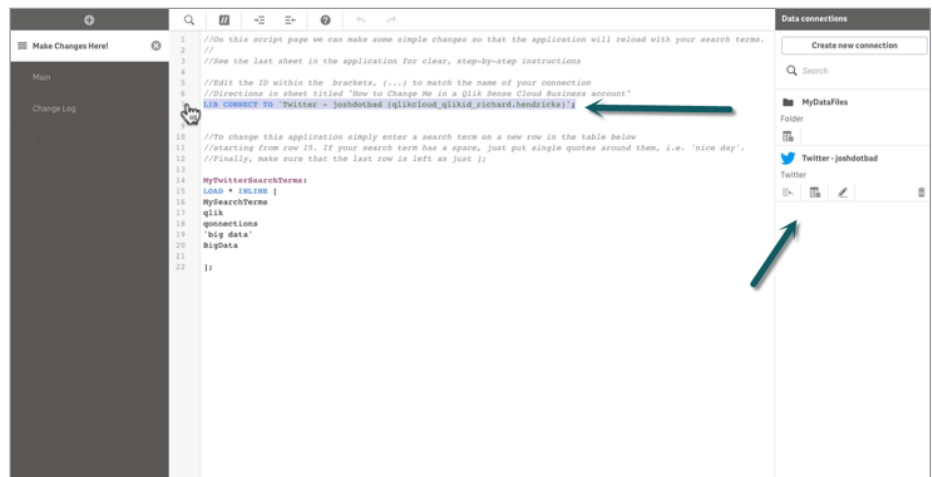 Data connections
Make Changes Here!
Main
Change Log
1 //On this script page we can make some simple changes so that the application will reload with your search terms.
2 //
3 //See the last sheet in the application for clear, step-by-step instructions
4
5 //Edit the ID within the brackets, (...) to match the name of your connection
6 //Directions in sheet titled "How to Change Me in a Qlik Sense Cloud Business account"
7 LIB CONNECT TO 'Twitter - joshdotbad (qlikcloud_qlikid_richard.hendricks)';
9
10 //To change this application simply enter a search term on a new row in the table below
11 //starting from row 15. If your search term has a space, just put single quotes around them, i.e. 'nice day'.
12 //Finally, make sure that the last row is left as just ];
13
14 MyTwitterSearchTerms:
15 LOAD * INLINE [
16 MySearchTerms
17 qlik
18 qonnections
19 'big data'
20 BigData
21
22 ];
Create new connection
Search
MyDataFiles
Folder
Twitter - joshdotbad
Twitter